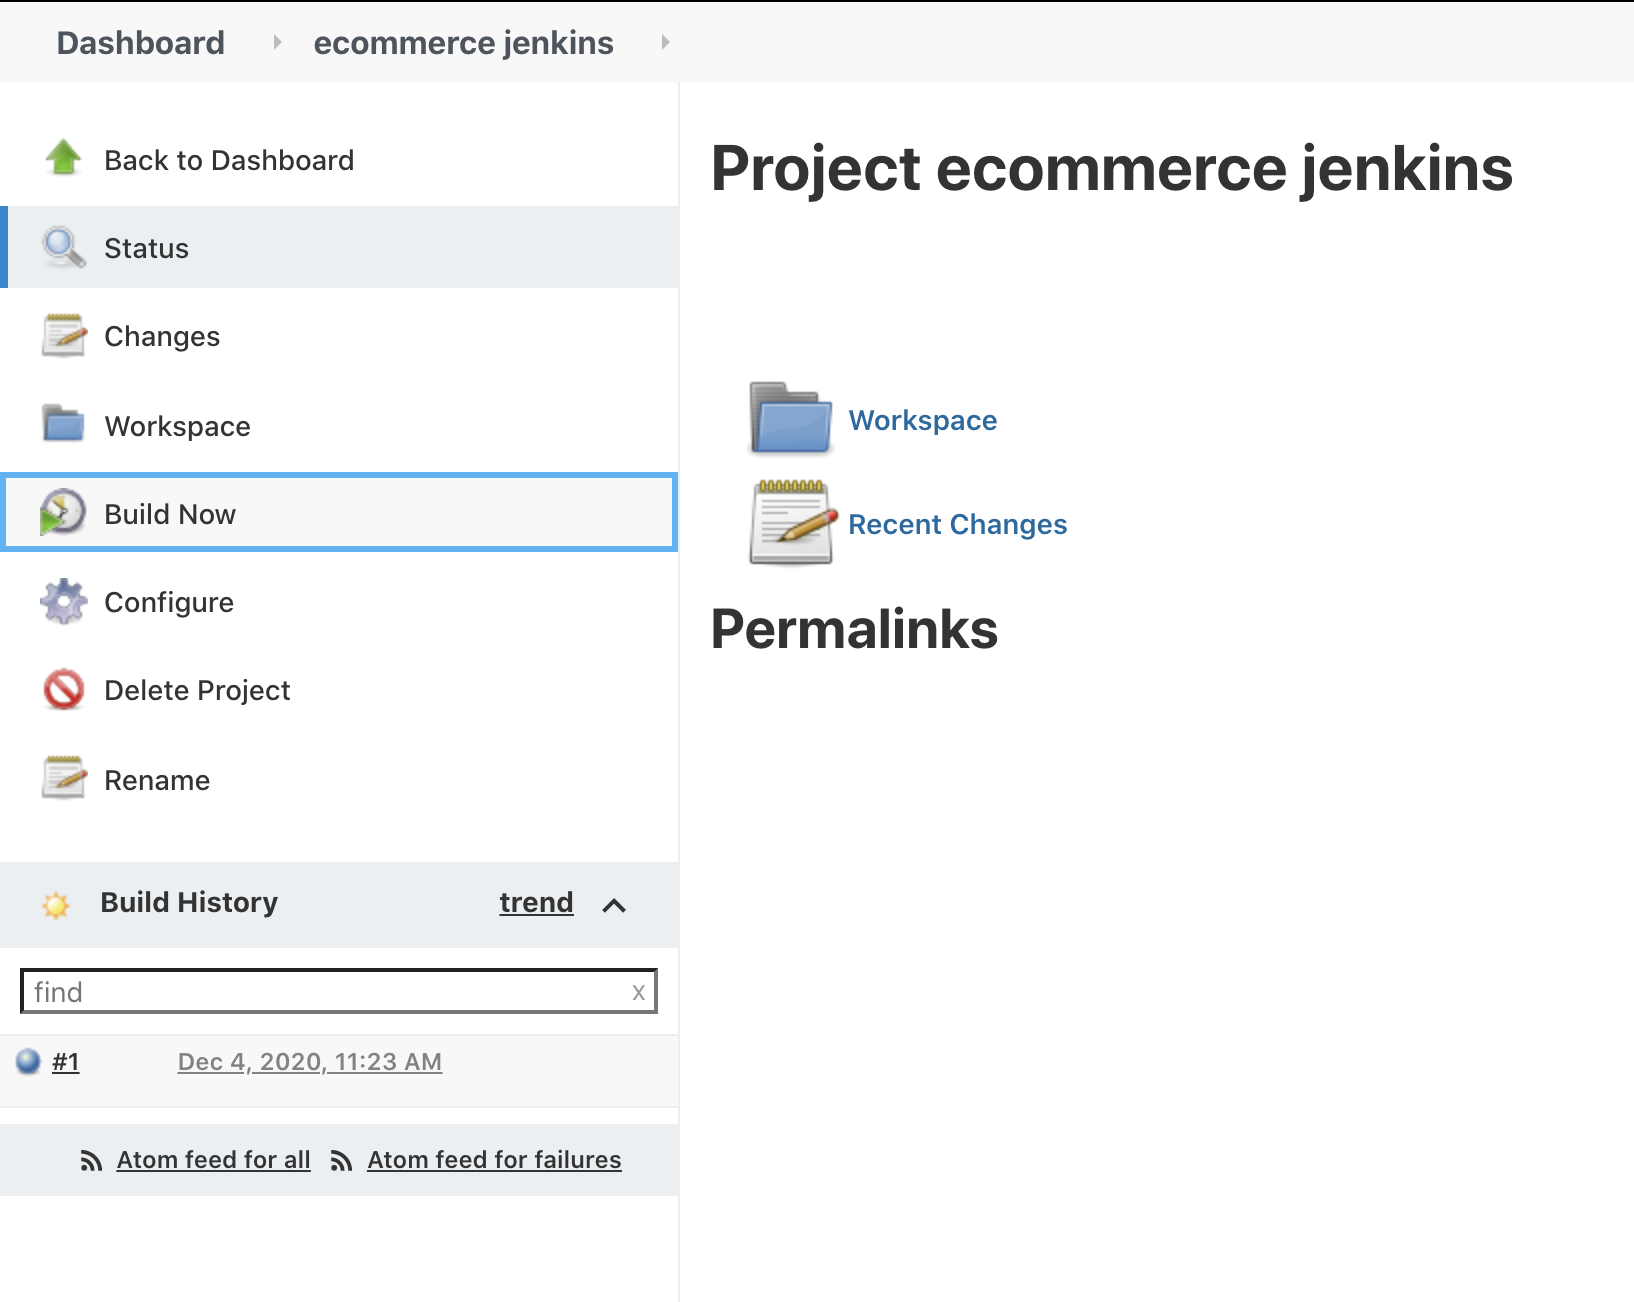 Dashboard ecommerce jenkins
Back to Dashboard
Status
Changes
Workspace
Build Now
Configure
Delete Project
Rename
Build History trend
find x
#1 Dec 4, 2020, 11:23 AM
Atom feed for all Atom feed for failures
Project ecommerce jenkins
Workspace
Recent Changes
Permalinks